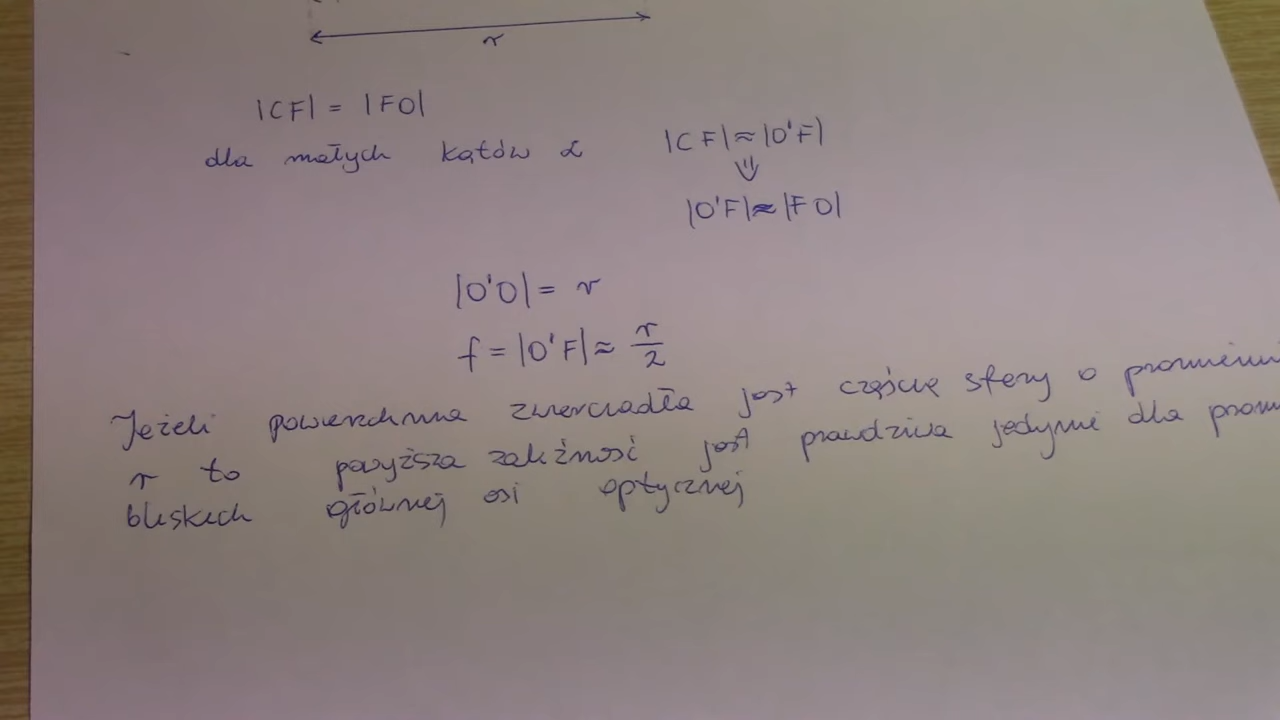 r
|CF| = |FO|
dla małych kątów α |CF| ≈ |O'F|
⇓
|O'F| ≈ |FO|
|O'O| = r
f = |O'F| ≈ r/2
Jeżeli powierzchnia zwierciadła jest częścią sfery o promieniu
r to powyższa zależność jest prawdziwa jedynie dla
bliskich głównej osi optycznej